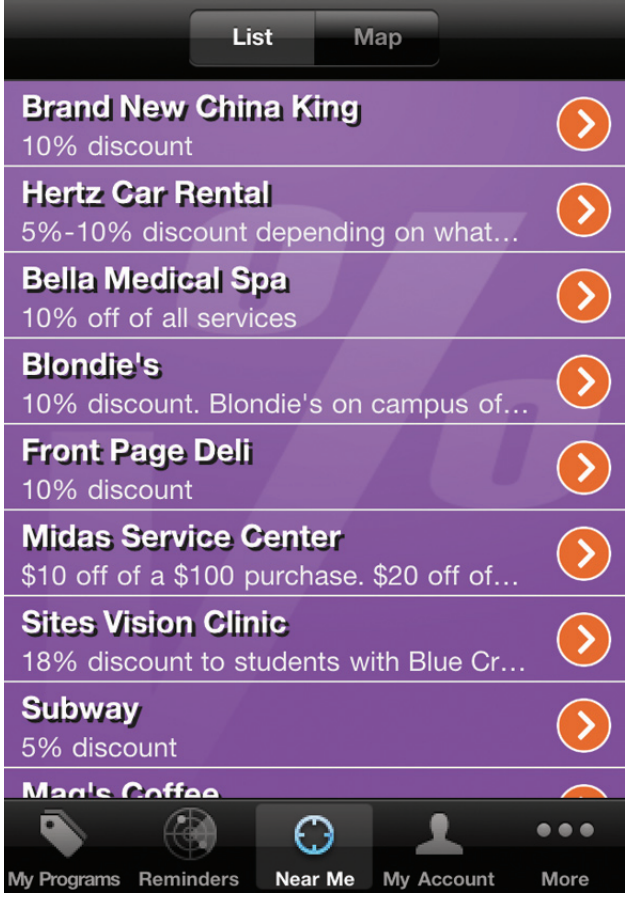 List Map
Brand New China King
10% discount
Hertz Car Rental
5%-10% discount depending on what...
Bella Medical Spa
10% off of all services
Blondie's
10% discount. Blondie's on campus of...
Front Page Deli
10% discount
Midas Service Center
$10 off of a $100 purchase. $20 off of...
Sites Vision Clinic
18% discount to students with Blue Cr...
Subway
5% discount
Mag's Coffee
My Programs Reminders Near Me My Account More